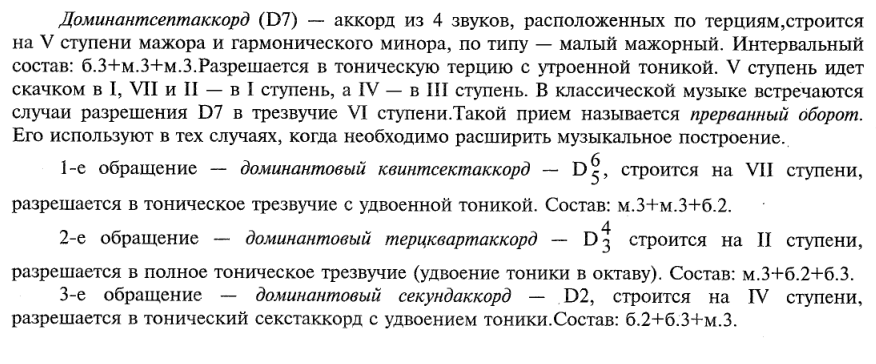 Доминантсептаккорд (D7) — аккорд из 4 звуков, расположенных по терциям,строится
на V ступени мажора и гармонического минора, по типу — малый мажорный. Интервальный
состав: б.3+м.3+м.3.Разрешается в тоническую терцию с утроенной тоникой. V ступень идет
скачком в I, VII и II — в I ступень, а IV — в III ступень. В классической музыке встречаются
случаи разрешения D7 в трезвучие VI ступени.Такой прием называется прерванный оборот.
Его используют в тех случаях, когда необходимо расширить музыкальное построение.
1-е обращение — доминантовый квинтсектаккорд — D6/5, строится на VII ступени,
разрешается в тоническое трезвучие с удвоенной тоникой. Состав: м.3+м.3+б.2.
2-е обращение — доминантовый терцквартаккорд — D4/3 строится на II ступени,
разрешается в полное тоническое трезвучие (удвоение тоники в октаву). Состав: м.3+б.2+б.3.
3-е обращение — доминантовый секундаккорд — D2, строится на IV ступени,
разрешается в тонический секстаккорд с удвоением тоники.Состав: б.2+б.3+м.3.